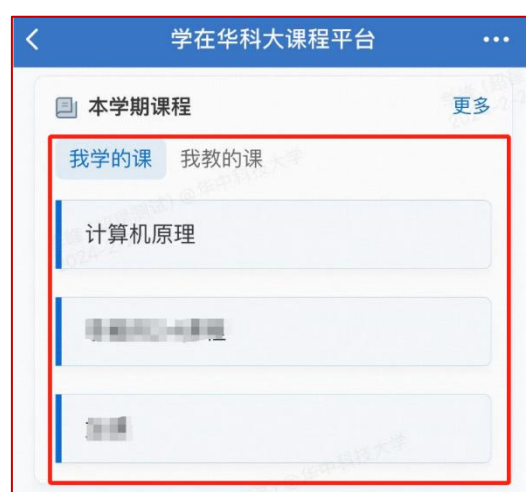 学在华科大课程平台
本学期课程
更多
我学的课 我教的课
计算机原理